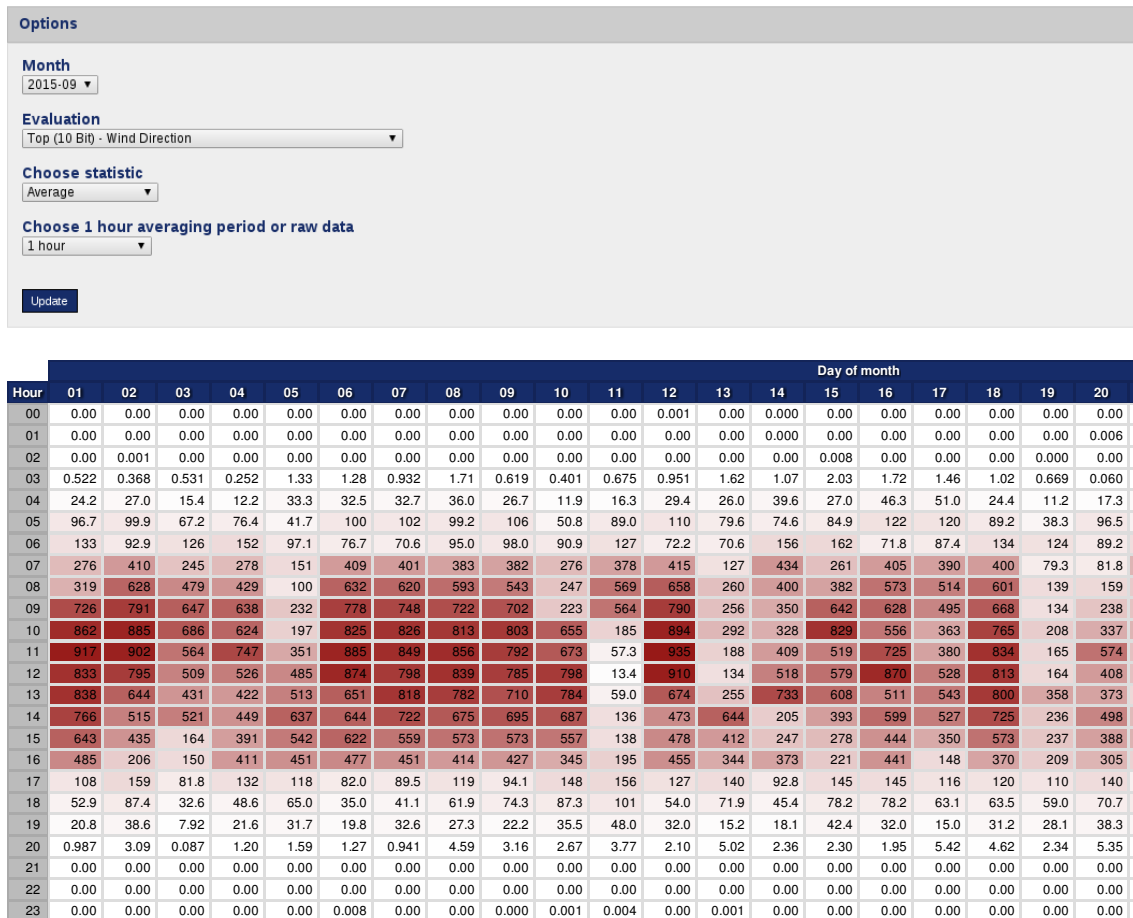 Options
Month
2015-09 ▼
Evaluation
Top (10 Bit) - Wind Direction ▼
Choose statistic
Average ▼
Choose 1 hour averaging period or raw data
1 hour ▼
Update
Day of month
Hour 01 02 03 04 05 06 07 08 09 10 11 12 13 14 15 16 17 18 19 20
00 0.00 0.00 0.00 0.00 0.00 0.00 0.00 0.00 0.00 0.00 0.00 0.001 0.00 0.000 0.00 0.00 0.00 0.00 0.00 0.00
01 0.00 0.00 0.00 0.00 0.00 0.00 0.00 0.00 0.00 0.00 0.00 0.00 0.00 0.000 0.00 0.00 0.00 0.00 0.00 0.006
02 0.00 0.001 0.00 0.00 0.00 0.00 0.00 0.00 0.00 0.00 0.00 0.00 0.00 0.00 0.008 0.00 0.00 0.00 0.000 0.00
03 0.522 0.368 0.531 0.252 1.33 1.28 0.932 1.71 0.619 0.401 0.675 0.951 1.62 1.07 2.03 1.72 1.46 1.02 0.669 0.060
04 24.2 27.0 15.4 12.2 33.3 32.5 32.7 36.0 26.7 11.9 16.3 29.4 26.0 39.6 27.0 46.3 51.0 24.4 11.2 17.3
05 96.7 99.9 67.2 76.4 41.7 100 102 99.2 106 50.8 89.0 110 79.6 74.6 84.9 122 120 89.2 38.3 96.5
06 133 92.9 126 152 97.1 76.7 70.6 95.0 98.0 90.9 127 72.2 70.6 156 162 71.8 87.4 134 124 89.2
07 276 410 245 278 151 409 401 383 382 276 378 415 127 434 261 405 390 400 79.3 81.8
08 319 628 479 429 100 632 620 593 543 247 569 658 260 400 382 573 514 601 139 159
09 726 791 647 638 232 778 748 722 702 223 564 790 256 350 642 628 495 668 134 238
10 862 885 686 624 197 825 826 813 803 655 185 894 292 328 829 556 363 765 208 337
11 917 902 564 747 351 885 849 856 792 673 57.3 935 188 409 519 725 380 834 165 574
12 833 795 509 526 485 874 798 839 785 798 13.4 910 134 518 579 870 528 813 164 408
13 838 644 431 422 513 651 818 782 710 784 59.0 674 255 733 608 511 543 800 358 373
14 766 515 521 449 637 644 722 675 695 687 136 473 644 205 393 599 527 725 236 498
15 643 435 164 391 542 622 559 573 573 557 138 478 412 247 278 444 350 573 237 388
16 485 206 150 411 451 477 451 414 427 345 195 455 344 373 221 441 148 370 209 305
17 108 159 81.8 132 118 82.0 89.5 119 94.1 148 156 127 140 92.8 145 145 116 120 110 140
18 52.9 87.4 32.6 48.6 65.0 35.0 41.1 61.9 74.3 87.3 101 54.0 71.9 45.4 78.2 78.2 63.1 63.5 59.0 70.7
19 20.8 38.6 7.92 21.6 31.7 19.8 32.6 27.3 22.2 35.5 48.0 32.0 15.2 18.1 42.4 32.0 15.0 31.2 28.1 38.3
20 0.987 3.09 0.087 1.20 1.59 1.27 0.941 4.59 3.16 2.67 3.77 2.10 5.02 2.36 2.30 1.95 5.42 4.62 2.34 5.35
21 0.00 0.00 0.00 0.00 0.00 0.00 0.00 0.00 0.00 0.00 0.00 0.00 0.00 0.00 0.00 0.00 0.00 0.00 0.00 0.00
22 0.00 0.00 0.00 0.00 0.00 0.00 0.00 0.00 0.00 0.00 0.00 0.00 0.00 0.00 0.00 0.00 0.00 0.00 0.00 0.00
23 0.00 0.00 0.00 0.00 0.00 0.008 0.00 0.00 0.000 0.001 0.004 0.00 0.001 0.00 0.00 0.00 0.00 0.00 0.00 0.00